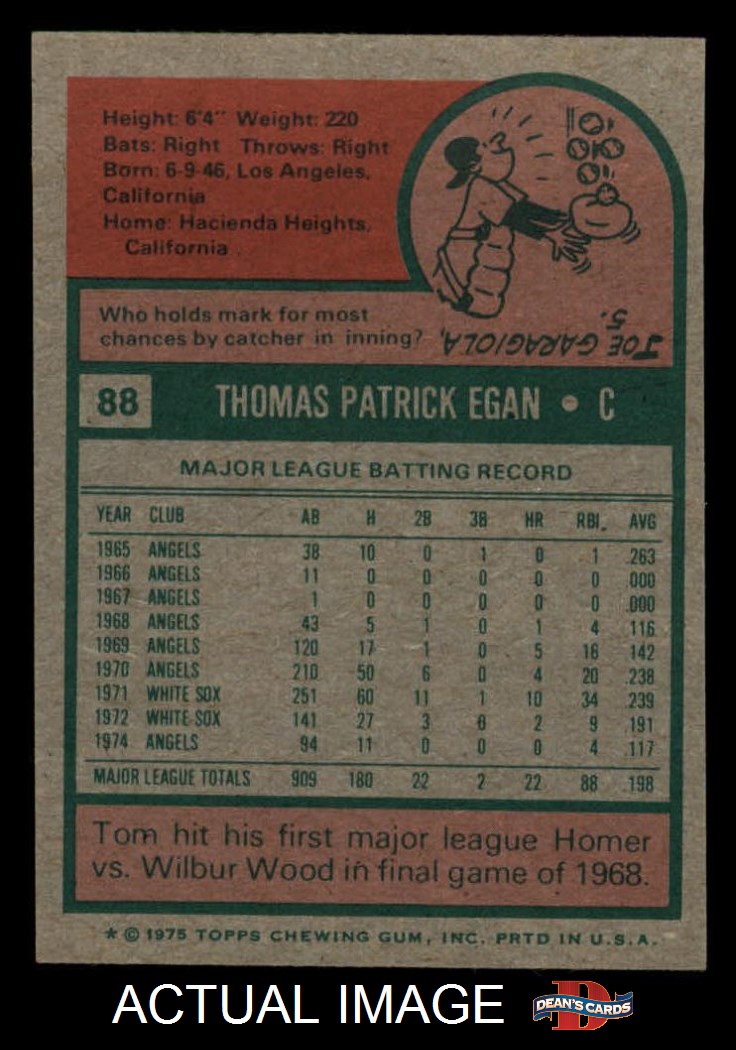 Height: 6'4" Weight: 220
Bats: Right Throws: Right
Born: 6-9-46, Los Angeles,
California
Home: Hacienda Heights,
California
Who holds mark for most
chances by catcher in inning?
JOE GARAGIOLA,
5.
88 THOMAS PATRICK EGAN • C
MAJOR LEAGUE BATTING RECORD
YEAR CLUB AB H 2B 3B HR RBI. AVG
1965 ANGELS 38 10 0 1 0 1 .263
1966 ANGELS 11 0 0 0 0 0 .000
1967 ANGELS 1 0 0 0 0 0 .000
1968 ANGELS 43 5 1 0 1 4 .116
1969 ANGELS 120 17 1 0 5 16 .142
1970 ANGELS 210 50 6 0 4 20 .238
1971 WHITE SOX 251 60 11 1 10 34 .239
1972 WHITE SOX 141 27 3 0 2 9 .191
1974 ANGELS 94 11 0 0 0 4 .117
MAJOR LEAGUE TOTALS 909 180 22 2 22 88 .198
Tom hit his first major league Homer
vs. Wilbur Wood in final game of 1968.
* © 1975 TOPPS CHEWING GUM, INC. PRTD IN U.S.A.
ACTUAL IMAGE
D
DEAN'S CARDS